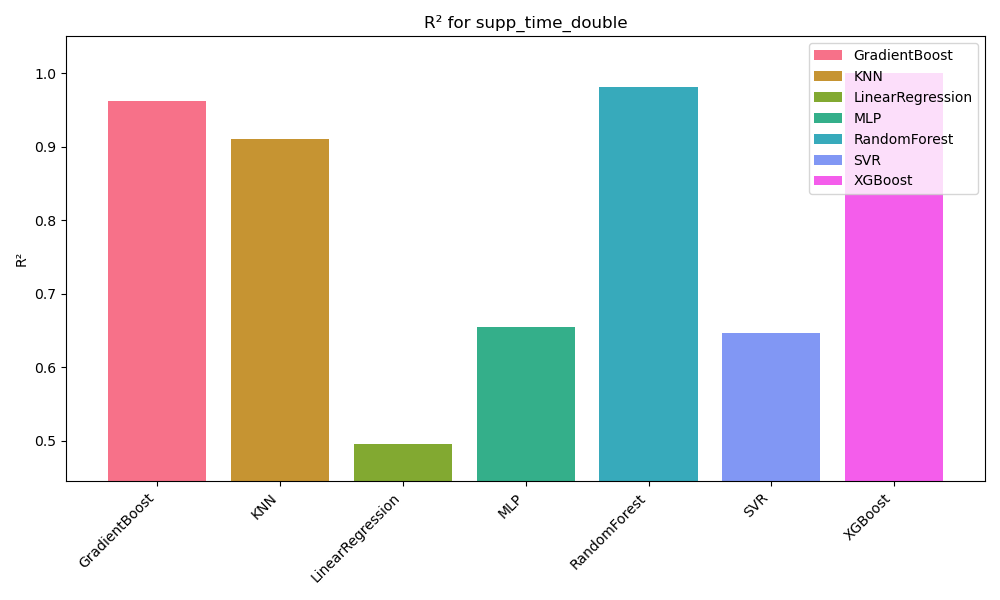 R² for supp_time_double
GradientBoost
KNN
LinearRegression
MLP
RandomForest
SVR
XGBoost
R²
1.0
0.9
0.8
0.7
0.6
0.5
GradientBoost
KNN
LinearRegression
MLP
RandomForest
SVR
XGBoost